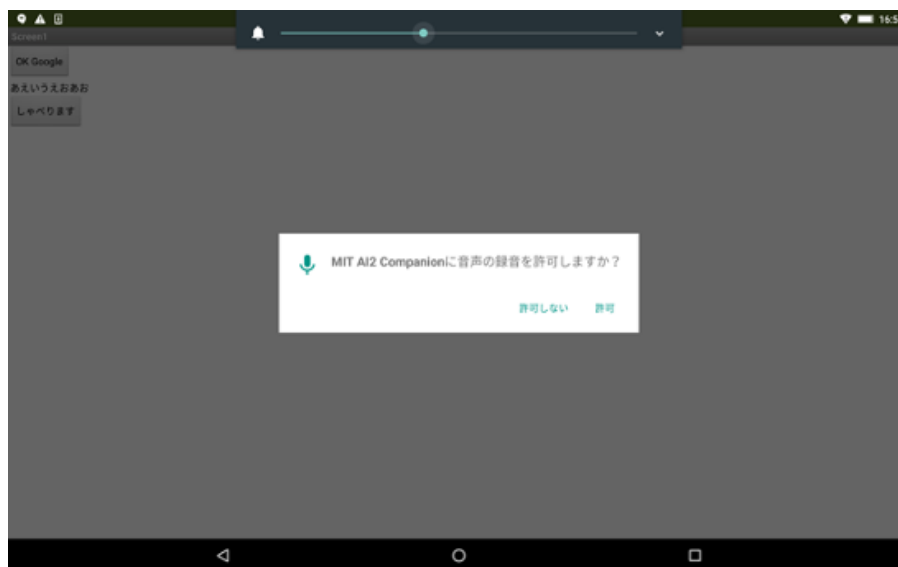 16:5
Screen1
OK Google
あえいうえおあお
しゃべります
MIT AI2 Companionに音声の録音を許可しますか？
許可しない 許可